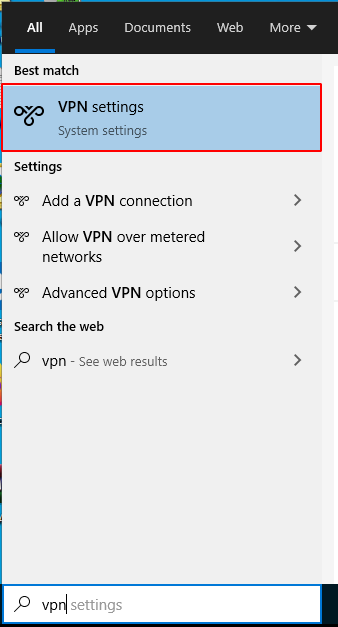 All Apps Documents Web More
Best match
VPN settings
System settings
Settings
Add a VPN connection
Allow VPN over metered
networks
Advanced VPN options
Search the web
vpn - See web results
vpn settings